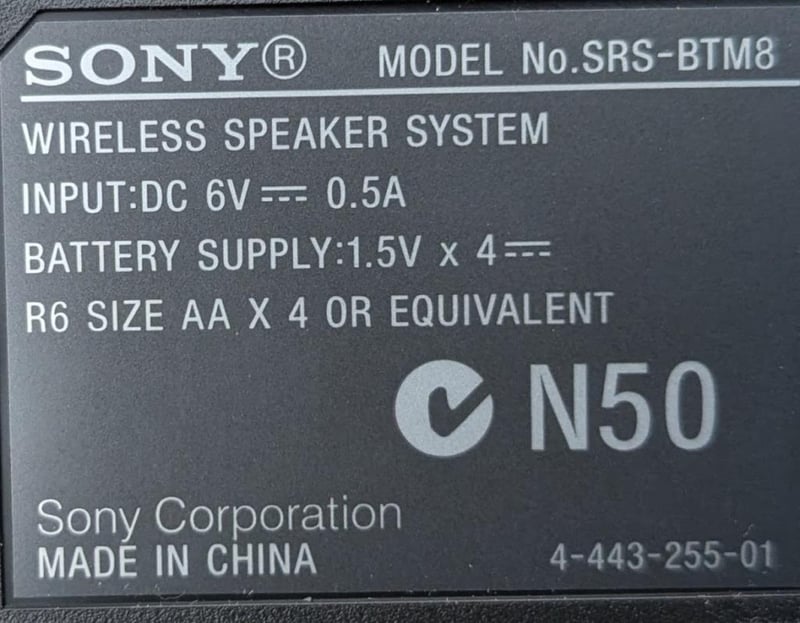 SONY® MODEL No.SRS-BTM8
WIRELESS SPEAKER SYSTEM
INPUT:DC 6V ⎓ 0.5A
BATTERY SUPPLY:1.5V x 4⎓
R6 SIZE AA X 4 OR EQUIVALENT
N50
Sony Corporation
MADE IN CHINA 4-443-255-01